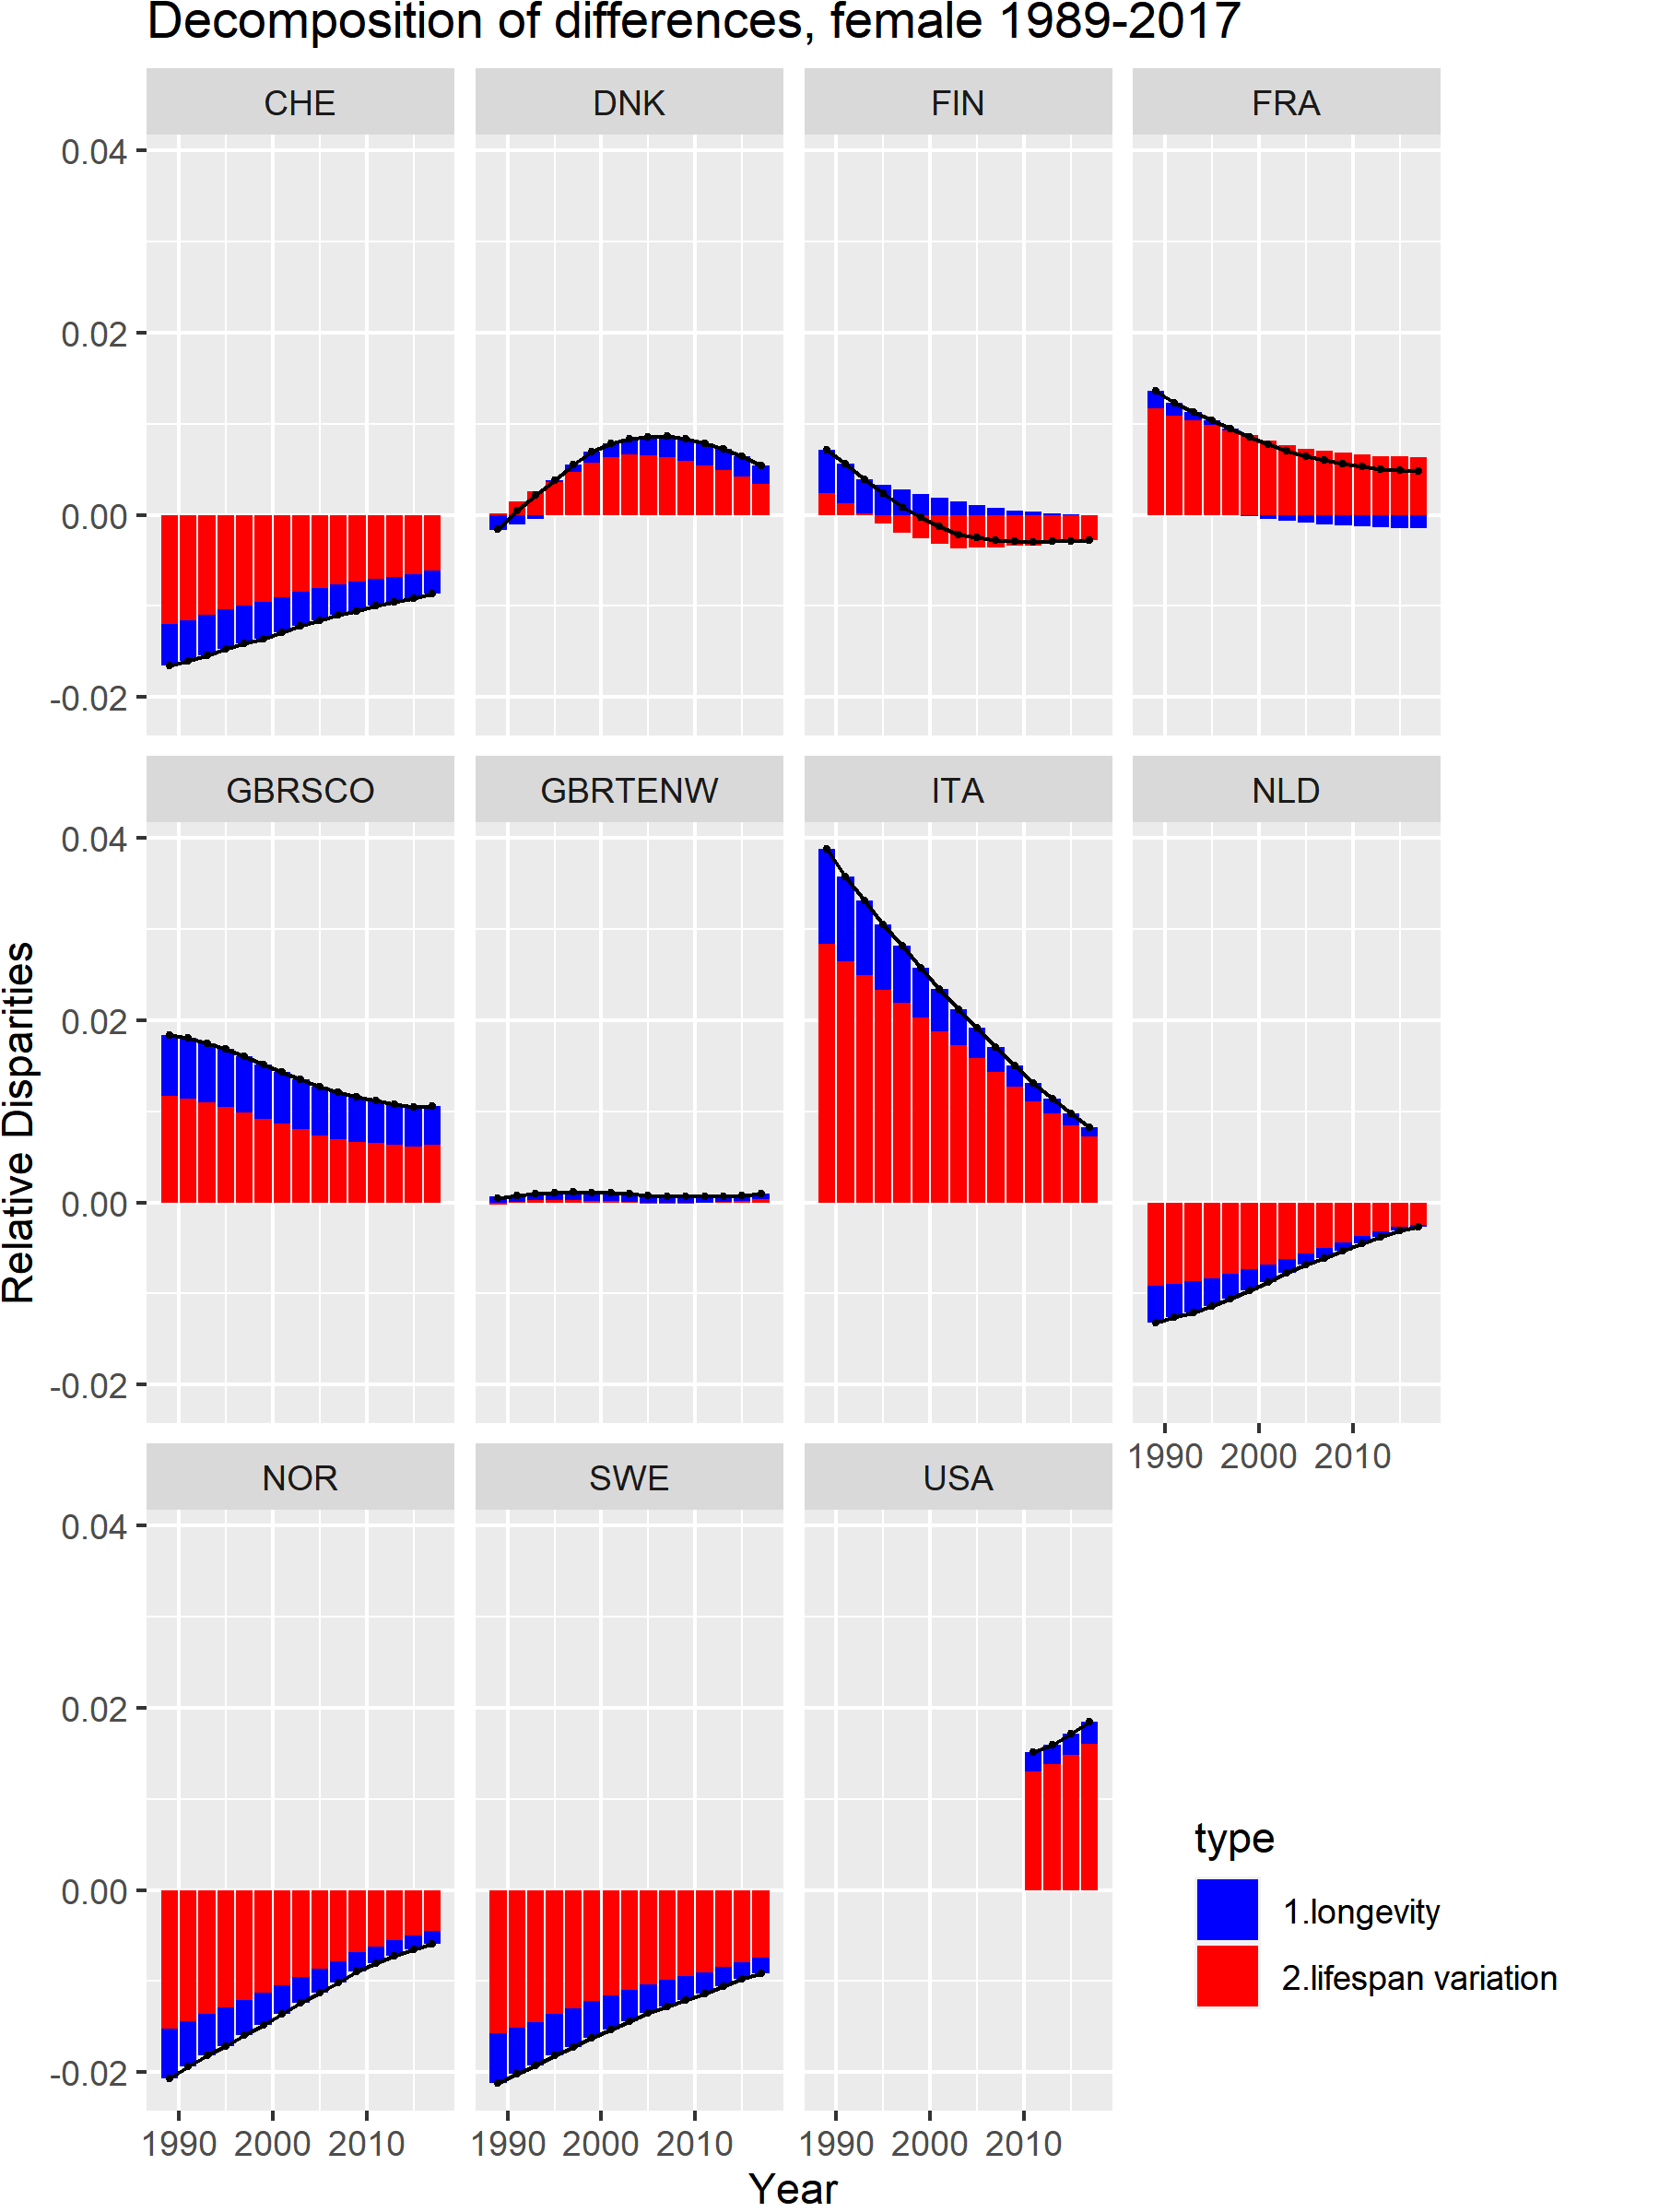 Decomposition of differences, female 1989-2017
CHE DNK FIN FRA
0.04
0.02
0.00
-0.02
GBRSCO GBRTENW ITA NLD
0.04
0.02
0.00
-0.02
Relative Disparities
1990 2000 2010
NOR SWE USA
0.04
0.02
0.00
-0.02
1990 2000 2010 1990 2000 2010 1990 2000 2010
Year
type
1.longevity
2.lifespan variation